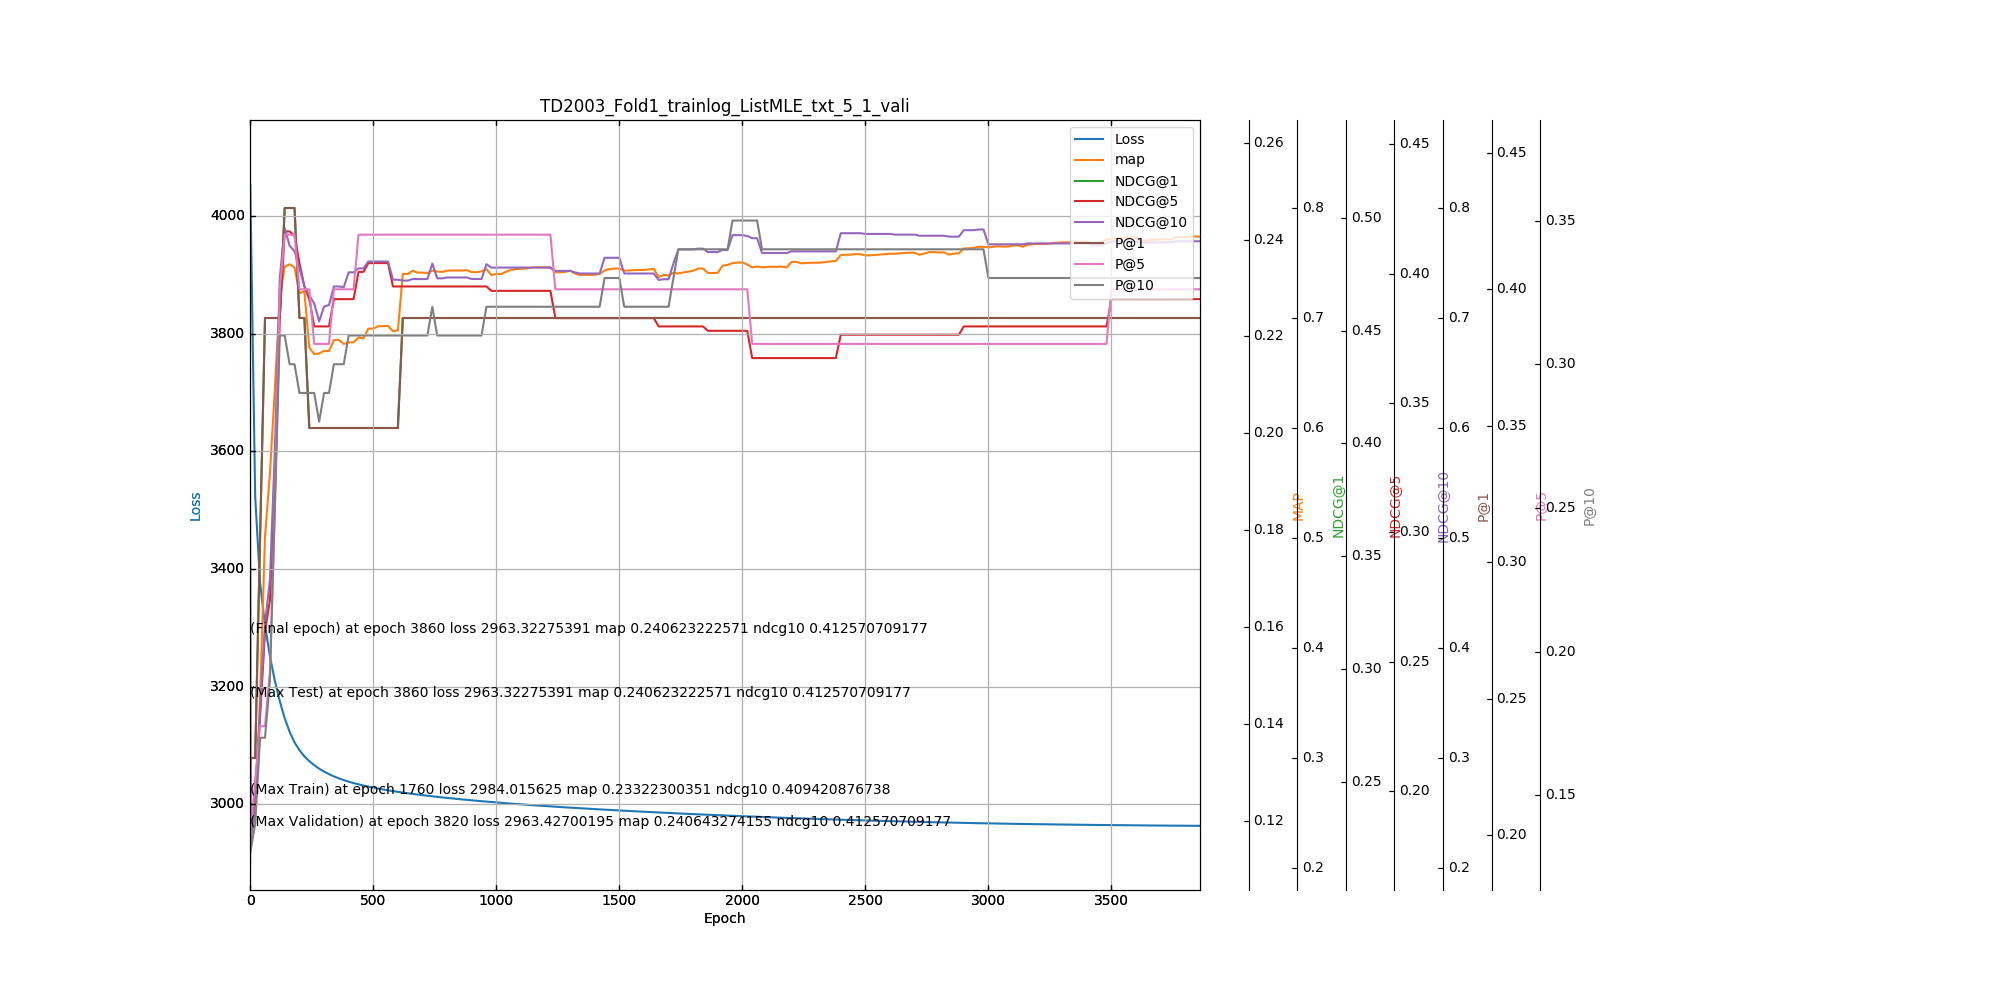 TD2003_Fold1_trainlog_ListMLE_txt_5_1_vali
Loss
map
NDCG@1
NDCG@5
NDCG@10
P@1
P@5
P@10
4000
3800
3600
3400
3200
3000
Loss
(Final epoch) at epoch 3860 loss 2963.32275391 map 0.240623222571 ndcg10 0.412570709177
(Max Test) at epoch 3860 loss 2963.32275391 map 0.240623222571 ndcg10 0.412570709177
(Max Train) at epoch 1760 loss 2984.015625 map 0.23322300351 ndcg10 0.409420876738
(Max Validation) at epoch 3820 loss 2963.42700195 map 0.240643274155 ndcg10 0.412570709177
0 500 1000 1500 2000 2500 3000 3500
Epoch
0.26
0.24
0.22
0.20
0.18
0.16
0.14
0.12
MAP
0.8
0.7
0.6
0.5
0.4
0.3
0.2
NDCG@1
0.50
0.45
0.40
0.35
0.30
0.25
NDCG@5
0.45
0.40
0.35
0.30
0.25
0.20
NDCG@10
0.8
0.7
0.6
0.5
0.4
0.3
0.2
P@1
0.45
0.40
0.35
0.30
0.25
0.20
P@5
0.35
0.30
0.25
0.20
0.15
P@10